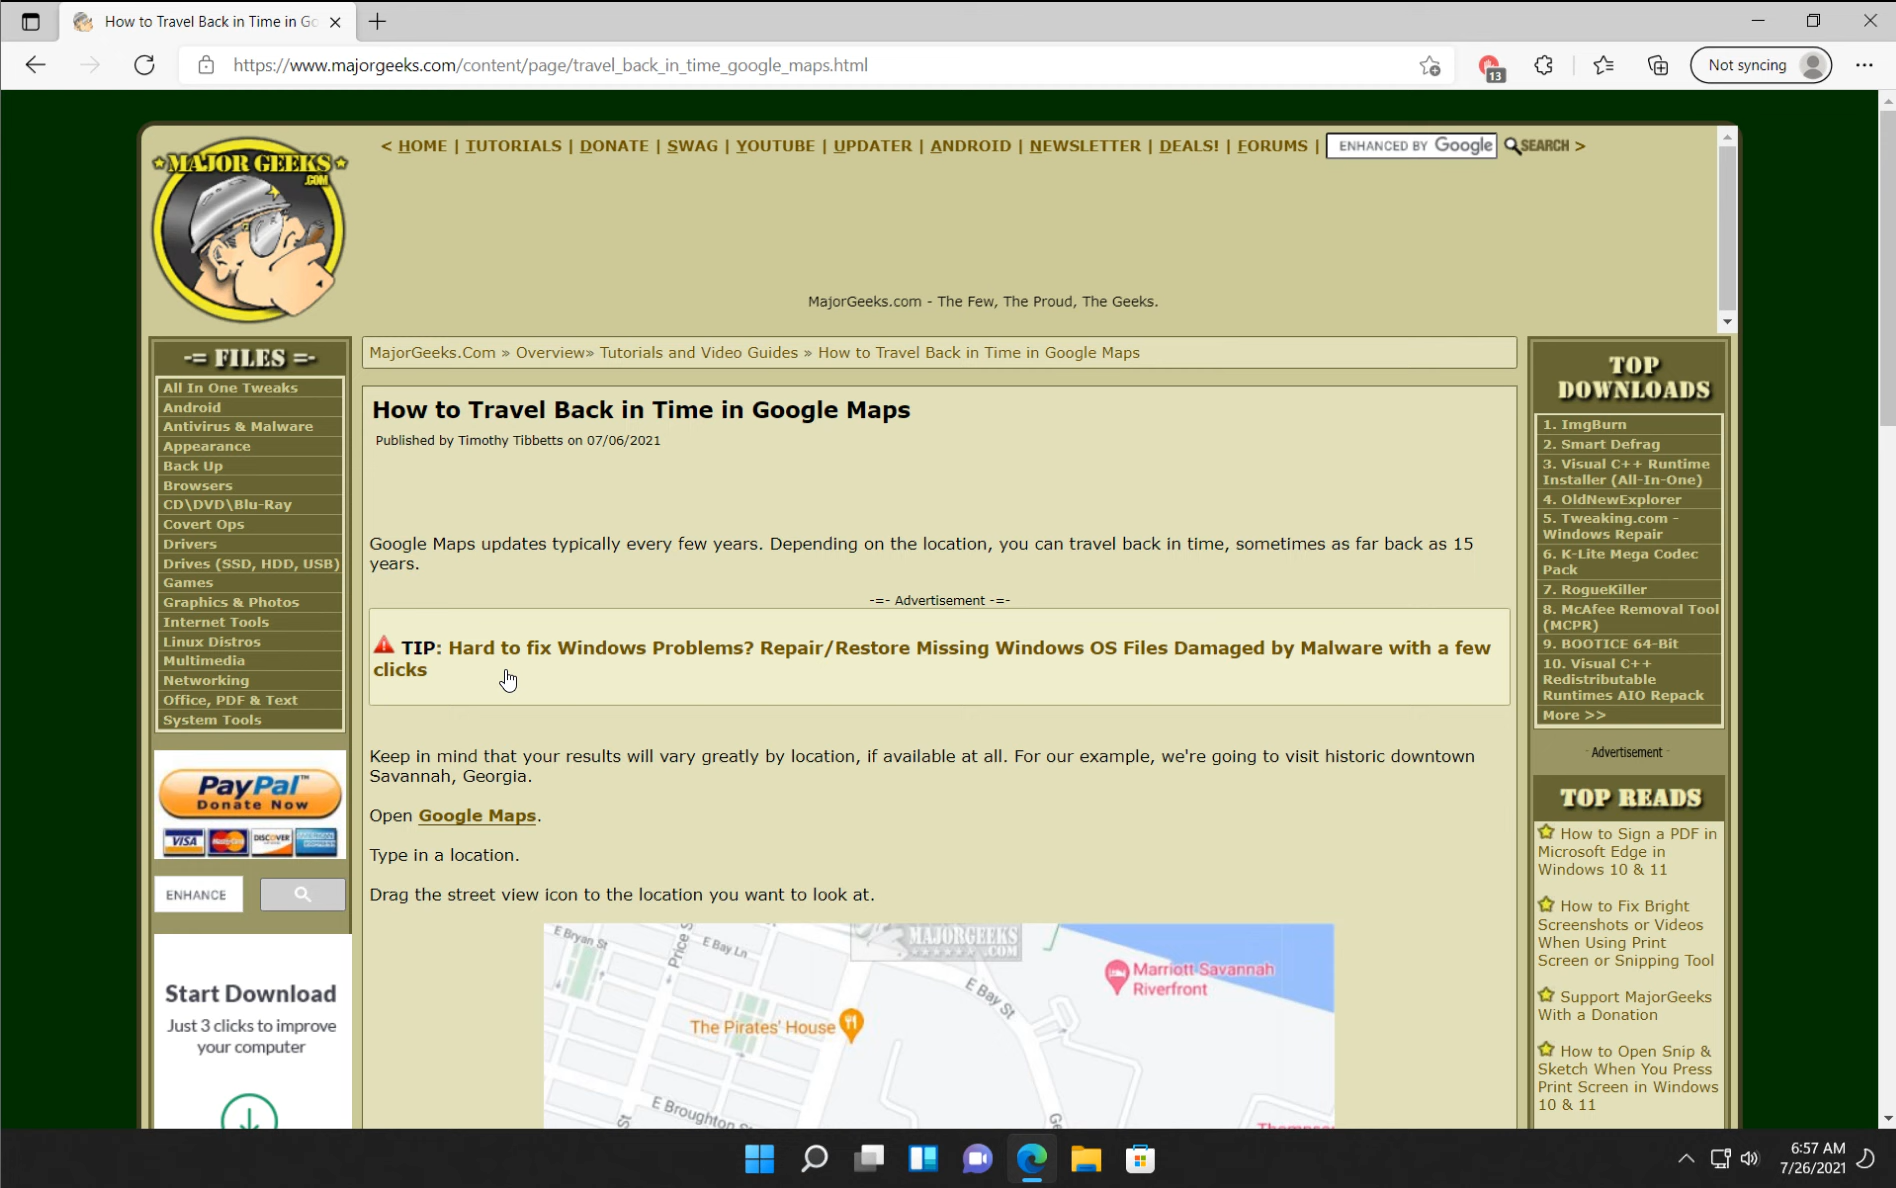 How to Travel Back in Time in Go
https://www.majorgeeks.com/content/page/travel_back_in_time_google_maps.html
13
Not syncing
MAJOR GEEKS
.COM
< HOME | TUTORIALS | DONATE | SWAG | YOUTUBE | UPDATER | ANDROID | NEWSLETTER | DEALS! | FORUMS | ENHANCED BY Google SEARCH >
MajorGeeks.com - The Few, The Proud, The Geeks.
-= FILES =-
All In One Tweaks
Android
Antivirus & Malware
Appearance
Back Up
Browsers
CD\DVD\Blu-Ray
Covert Ops
Drivers
Drives (SSD, HDD, USB)
Games
Graphics & Photos
Internet Tools
Linux Distros
Multimedia
Networking
Office, PDF & Text
System Tools
PayPal™
Donate Now
VISA
MasterCard
DISCOVER
AMERICAN EXPRESS
ENHANCE
Start Download
Just 3 clicks to improve
your computer
MajorGeeks.Com » Overview» Tutorials and Video Guides » How to Travel Back in Time in Google Maps
How to Travel Back in Time in Google Maps
Published by Timothy Tibbetts on 07/06/2021
Google Maps updates typically every few years. Depending on the location, you can travel back in time, sometimes as far back as 15
years.
-=- Advertisement -=-
TIP: Hard to fix Windows Problems? Repair/Restore Missing Windows OS Files Damaged by Malware with a few
clicks
Keep in mind that your results will vary greatly by location, if available at all. For our example, we're going to visit historic downtown
Savannah, Georgia.
Open Google Maps.
Type in a location.
Drag the street view icon to the location you want to look at.
E Bryan St
Price S
E Bay Ln
MAJORGEEKS
.COM
E Bay St
Marriott Savannah
Riverfront
The Pirates' House
E Broughton S
St
Ge
Thompson
TOP
DOWNLOADS
1. ImgBurn
2. Smart Defrag
3. Visual C++ Runtime
Installer (All-In-One)
4. OldNewExplorer
5. Tweaking.com -
Windows Repair
6. K-Lite Mega Codec
Pack
7. RogueKiller
8. McAfee Removal Tool
(MCPR)
9. BOOTICE 64-Bit
10. Visual C++
Redistributable
Runtimes AIO Repack
More >>
- Advertisement -
TOP READS
How to Sign a PDF in
Microsoft Edge in
Windows 10 & 11
How to Fix Bright
Screenshots or Videos
When Using Print
Screen or Snipping Tool
Support MajorGeeks
With a Donation
How to Open Snip &
Sketch When You Press
Print Screen in Windows
10 & 11
6:57 AM
7/26/2021